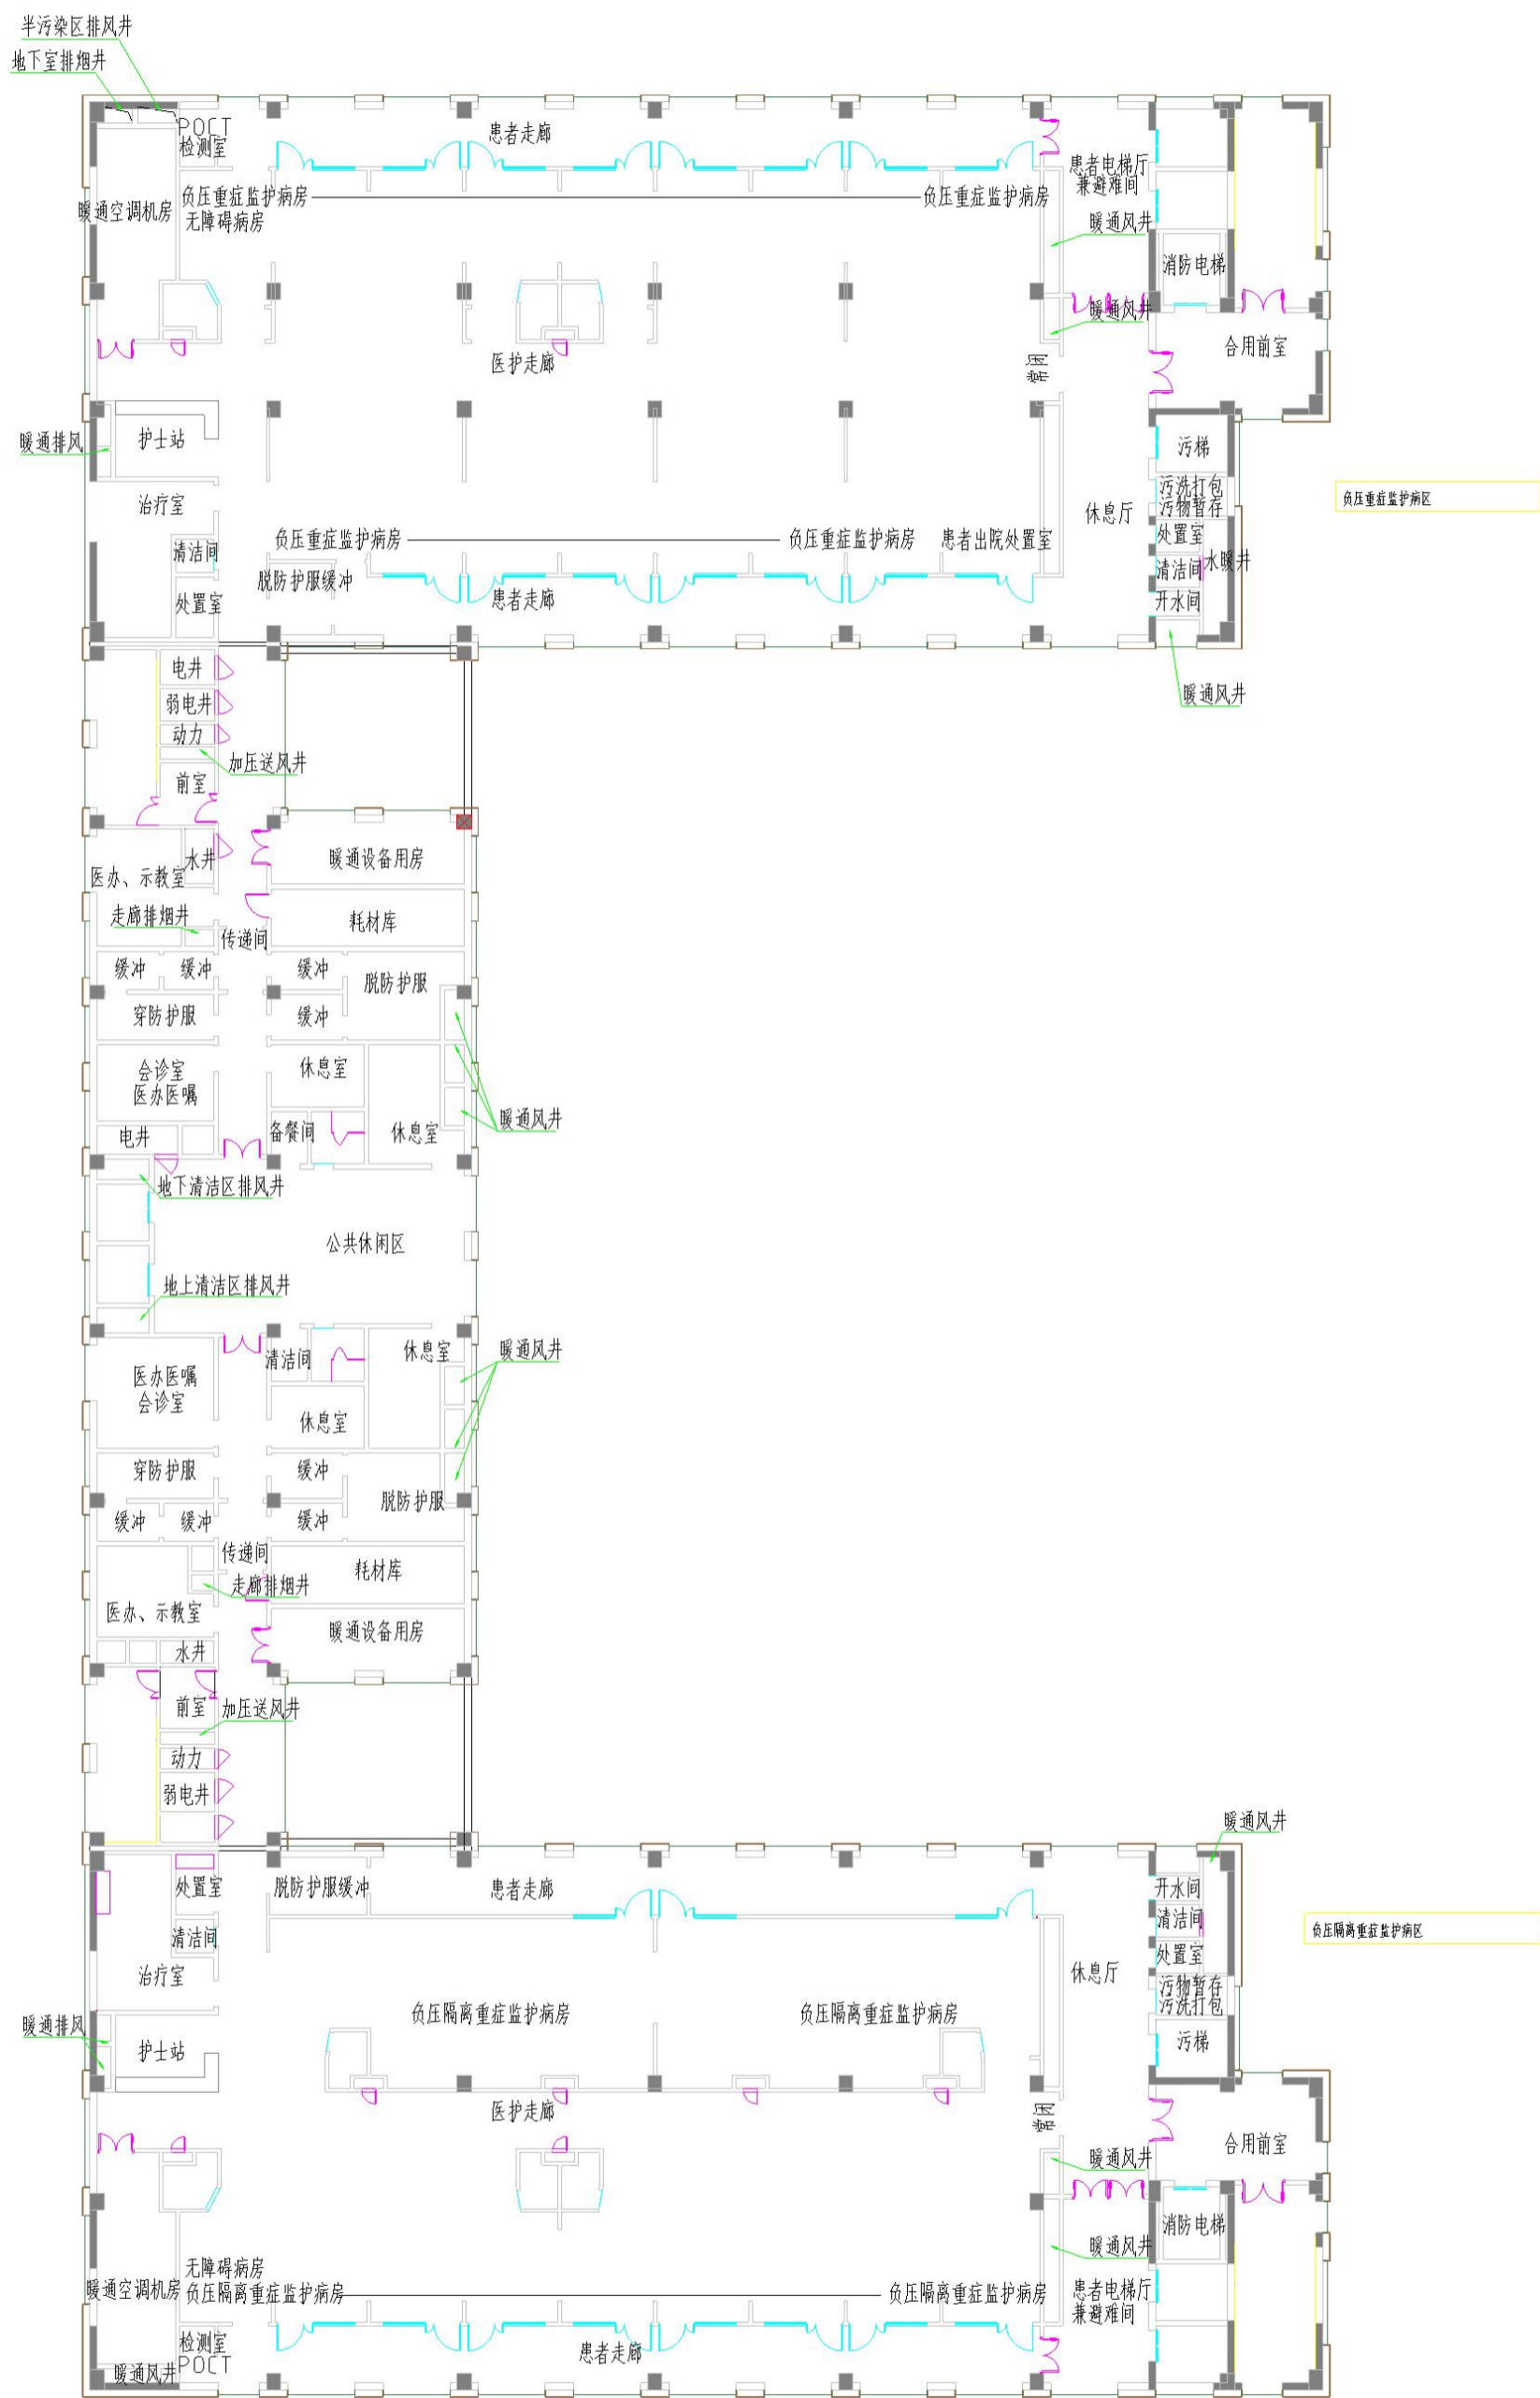 半污染区排风井
地下室排烟井
POCT
检测室
患者走廊
患者电梯厅
兼避难间
暖通空调机房
负压重症监护病房
无障碍病房
负压重症监护病房
暖通风井
消防电梯
暖通风井
合用前室
医护走廊
常闭
暖通排风
护士站
污梯
治疗室
污洗打包
污物暂存
休息厅
负压重症监护病区
清洁间
负压重症监护病房
负压重症监护病房
患者出院处置室
处置室
水暖井
脱防护服缓冲
清洁间
处置室
患者走廊
开水间
电井
弱电井
暖通风井
动力
加压送风井
前室
水井
暖通设备用房
医办、示教室
走廊排烟井
耗材库
传递间
缓冲
缓冲
缓冲
脱防护服
穿防护服
缓冲
会诊室
医办医嘱
休息室
备餐间
休息室
暖通风井
电井
地下清洁区排风井
公共休闲区
地上清洁区排风井
清洁间
休息室
暖通风井
医办医嘱
会诊室
休息室
穿防护服
缓冲
脱防护服
缓冲
缓冲
缓冲
传递间
耗材库
走廊排烟井
医办、示教室
暖通设备用房
水井
前室
加压送风井
动力
弱电井
暖通风井
处置室
脱防护服缓冲
患者走廊
开水间
清洁间
清洁间
处置室
负压隔离重症监护病区
治疗室
休息厅
污物暂存
污洗打包
负压隔离重症监护病房
负压隔离重症监护病房
暖通排风
护士站
污梯
医护走廊
常闭
合用前室
暖通风井
消防电梯
暖通风井
无障碍病房
暖通空调机房
负压隔离重症监护病房
负压隔离重症监护病房
患者电梯厅
兼避难间
检测室
POCT
患者走廊
暖通风井